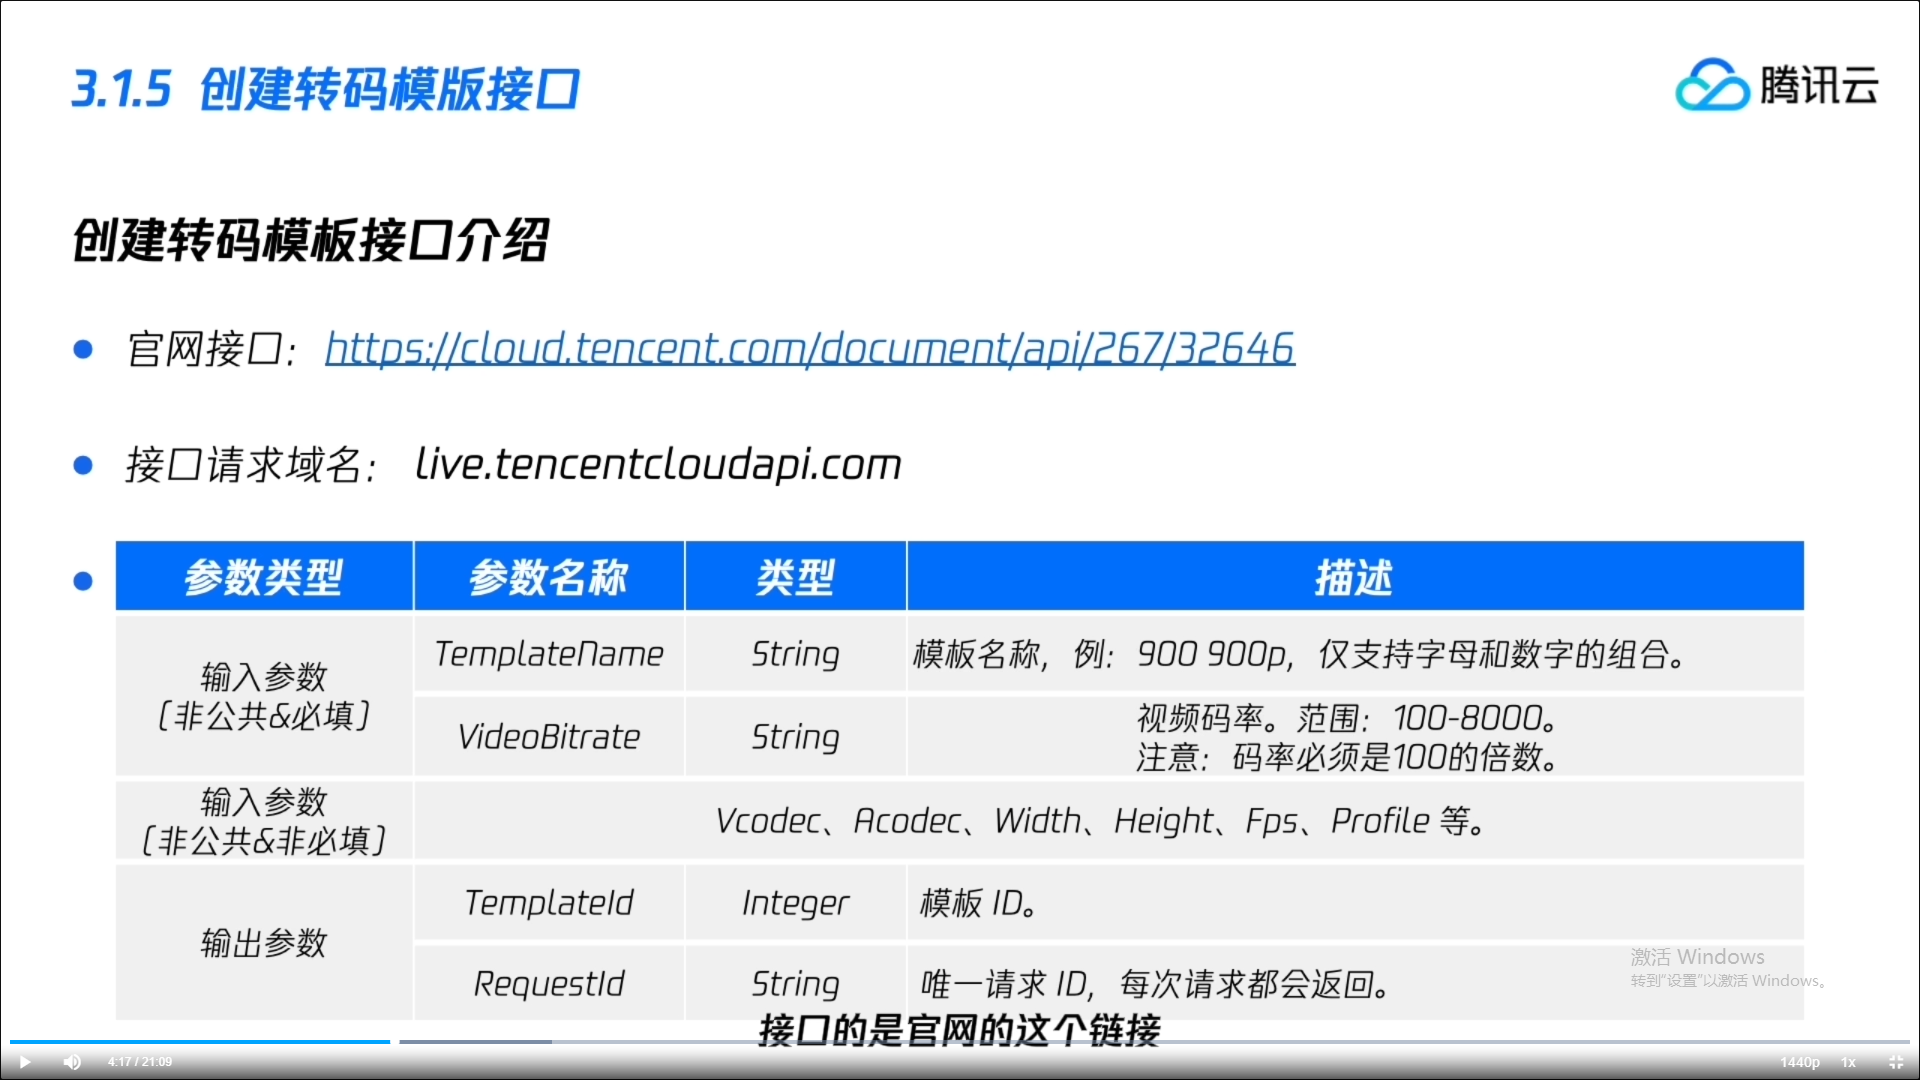 3.1.5 创建转码模版接口
腾讯云
创建转码模板接口介绍
官网接口：https://cloud.tencent.com/document/api/267/32646
接口请求域名： live.tencentcloudapi.com
参数类型 参数名称 类型 描述
输入参数
（非公共&必填）
TemplateName String 模板名称，例：900 900p，仅支持字母和数字的组合。
VideoBitrate String 视频码率。范围：100-8000。
注意：码率必须是100的倍数。
输入参数
（非公共&非必填）
Vcodec、Acodec、Width、Height、Fps、Profile 等。
输出参数
TemplateId Integer 模板 ID。
RequestId String 唯一请求 ID，每次请求都会返回。
激活 Windows
转到“设置”以激活 Windows。
接口的是官网的这个链接
4:17 / 21:09
1440p 1x